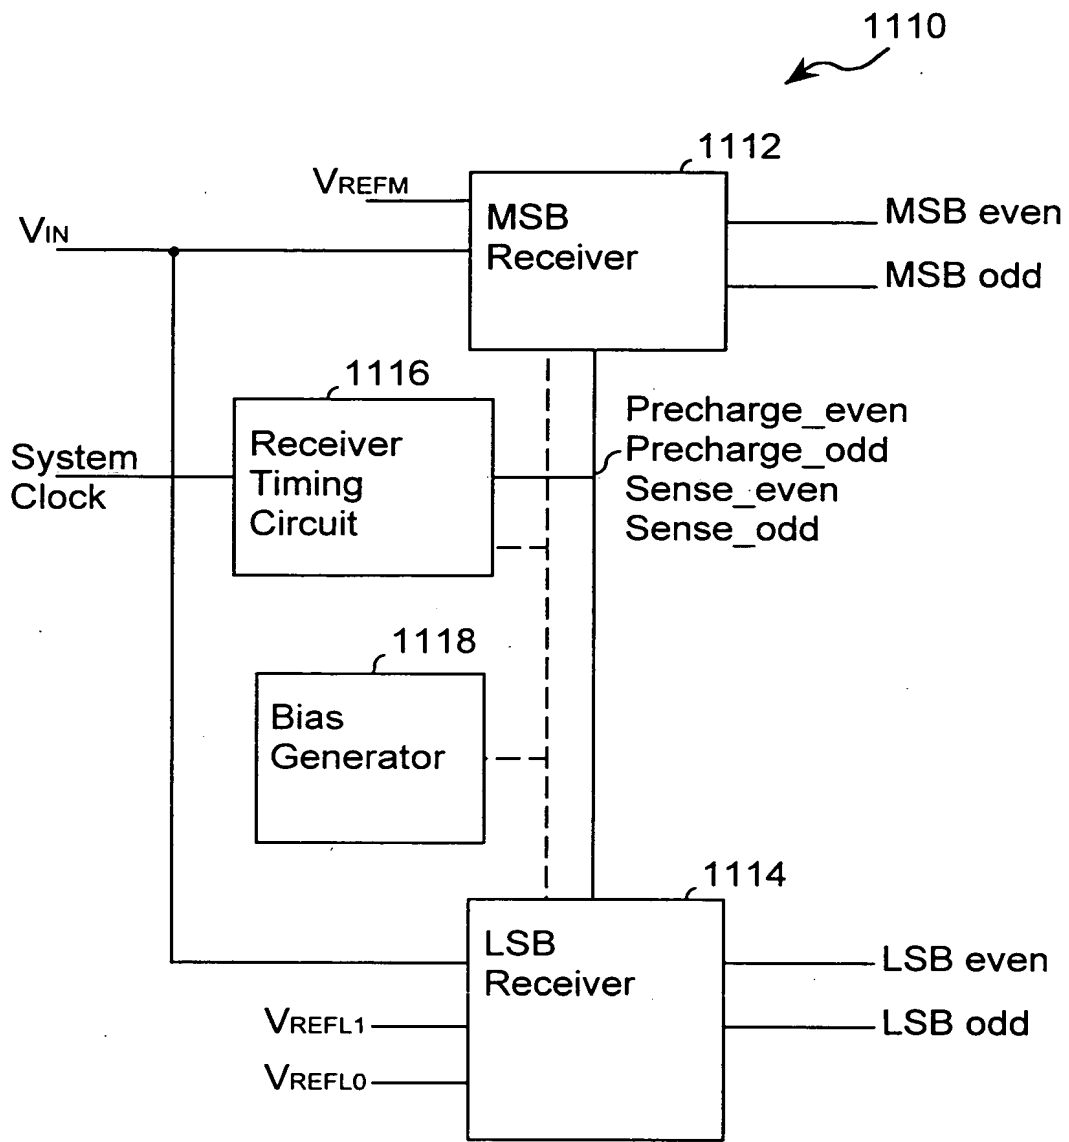 1110
1112
VREFM
MSB
Receiver
MSB even
MSB odd
VIN
1116
Receiver
Timing
Circuit
System
Clock
Precharge_even
Precharge_odd
Sense_even
Sense_odd
1118
Bias
Generator
1114
LSB
Receiver
LSB even
LSB odd
VREFL1
VREFL0